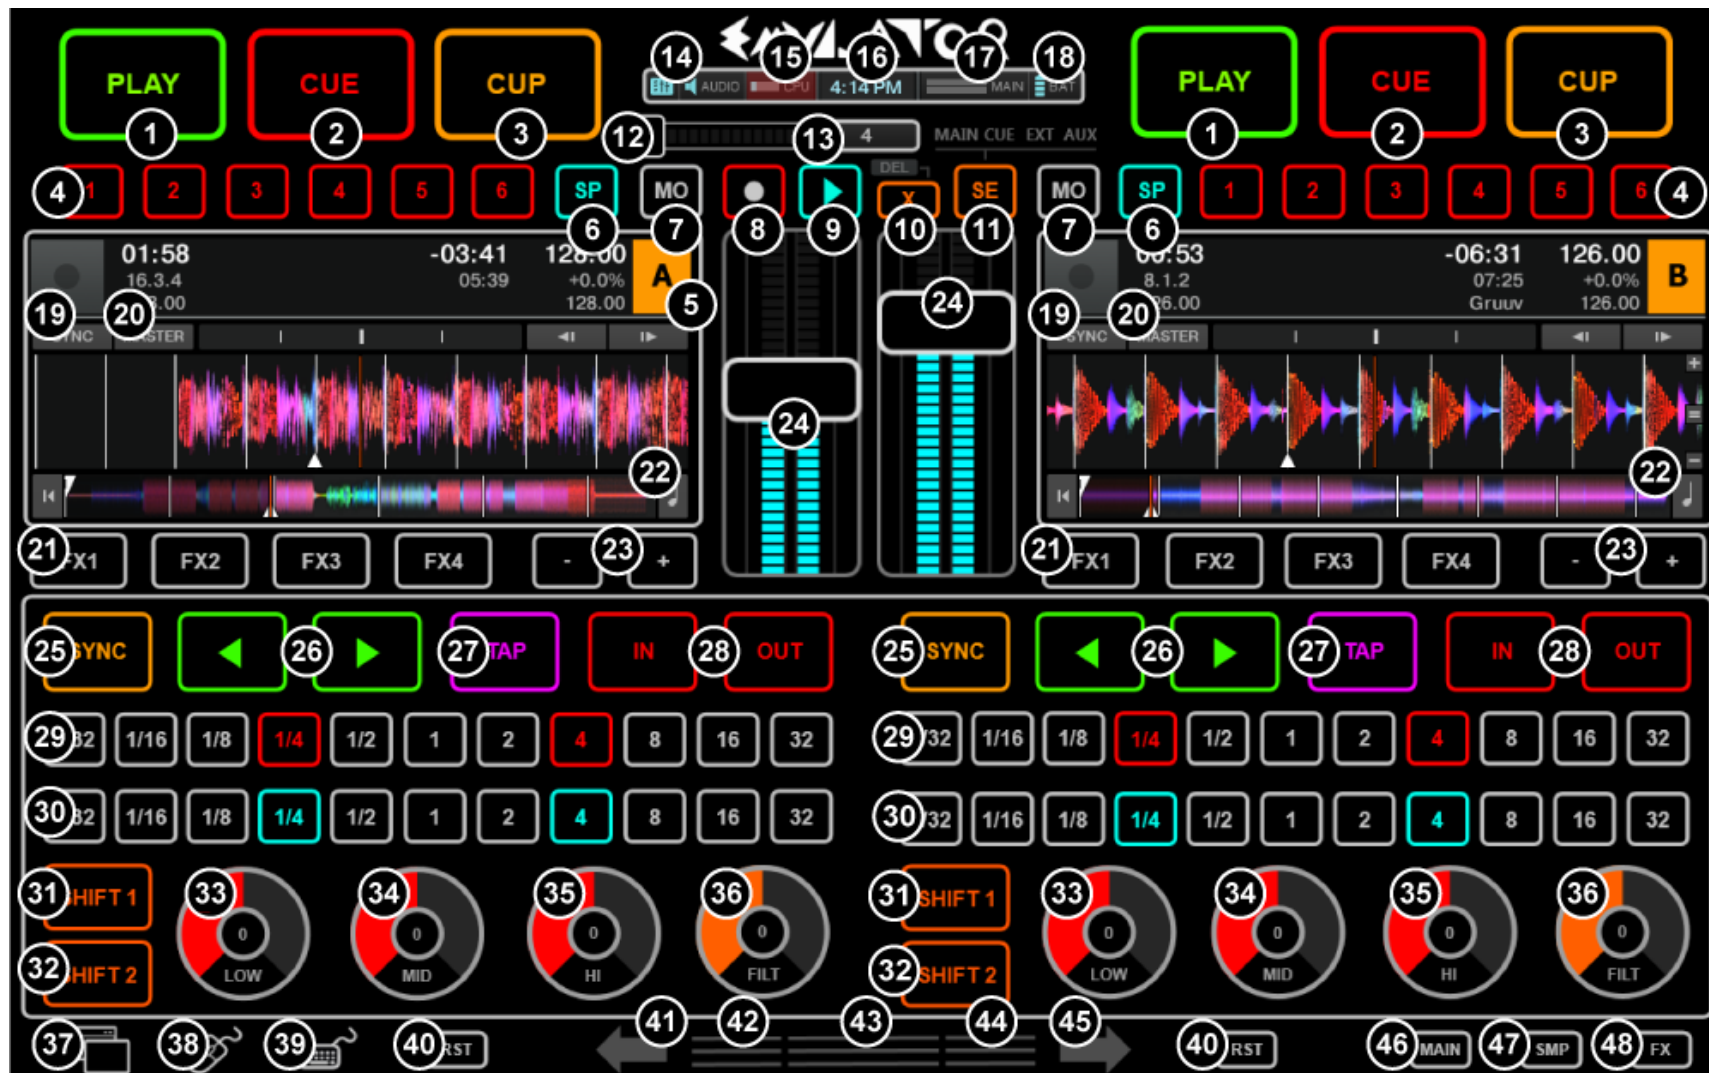 EMULATOR
14 15 16 17 18
AUDIO CPU 4:14 PM MAIN BAT
PLAY CUE CUP
1 2 3
PLAY CUE CUP
1 2 3
12 13 4 MAIN CUE EXT AUX
DEL
4 1 2 3 4 5 6 SP MO
X SE
MO SP 1 2 3 4 5 6 4
6 7 8 9 10 11 7 6
01:58 -03:41 128.00 A
16.3.4 05:39 +0.0%
128.00
5
:53 -06:31 126.00 B
8.1.2 07:25 +0.0%
26.00 Gruuv 126.00
19 20 24 19 20
SYNC MASTER
SYNC MASTER
24
22 22
21 FX1 FX2 FX3 FX4 - 23 +
21 FX1 FX2 FX3 FX4 - 23 +
25 SYNC 26 27 TAP IN 28 OUT
25 SYNC 26 27 TAP IN 28 OUT
29 32 1/16 1/8 1/4 1/2 1 2 4 8 16 32
29 /32 1/16 1/8 1/4 1/2 1 2 4 8 16 32
30 32 1/16 1/8 1/4 1/2 1 2 4 8 16 32
30 /32 1/16 1/8 1/4 1/2 1 2 4 8 16 32
31 SHIFT 1 33 34 35 36
31 SHIFT 1 33 34 35 36
0 0 0 0
0 0 0 0
32 SHIFT 2 LOW MID HI FILT
32 SHIFT 2 LOW MID HI FILT
37 38 39 40 RST 41 42 43 44 45 40 RST 46 MAIN 47 SMP 48 FX